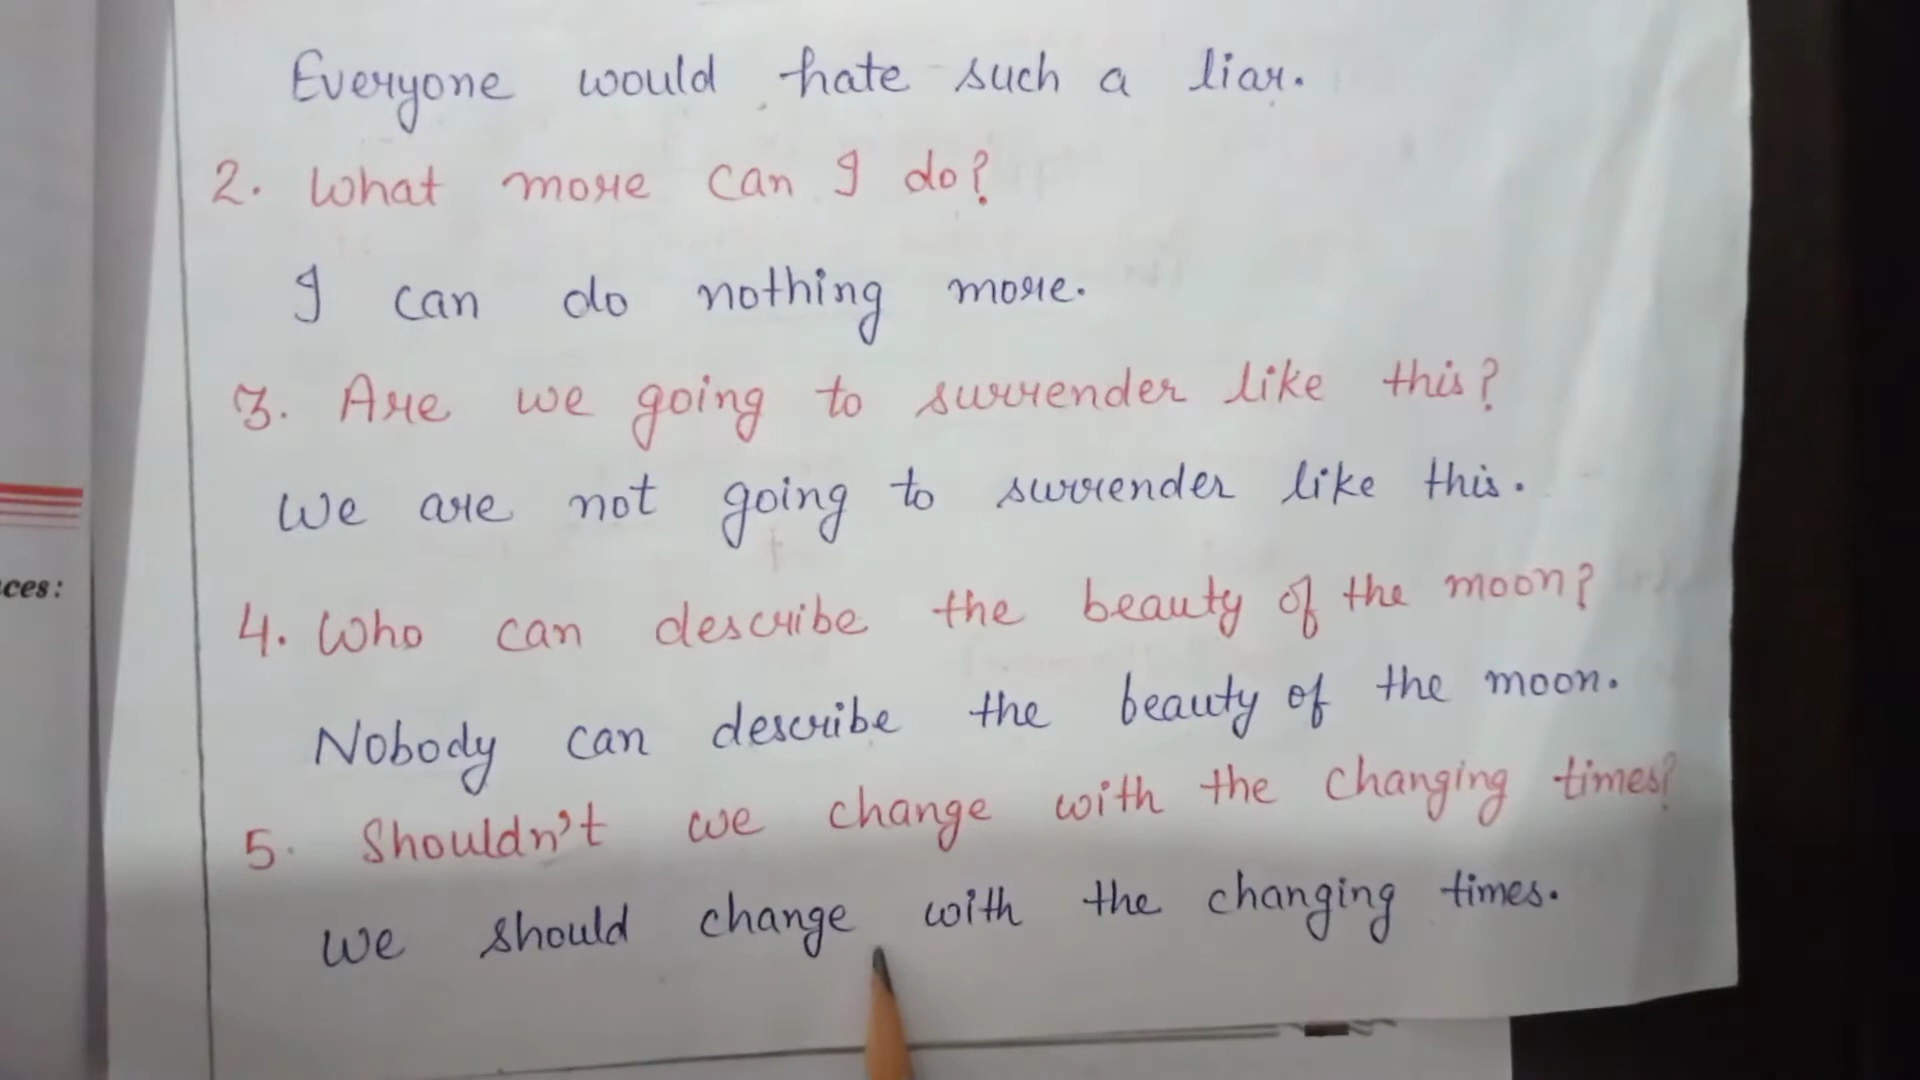 Everyone would hate such a liar.
2. What more can I do?
I can do nothing more.
3. Are we going to surrender like this?
We are not going to surrender like this.
ces:
4. Who can describe the beauty of the moon?
Nobody can describe the beauty of the moon.
5. Shouldn't we change with the changing times?
We should change with the changing times.